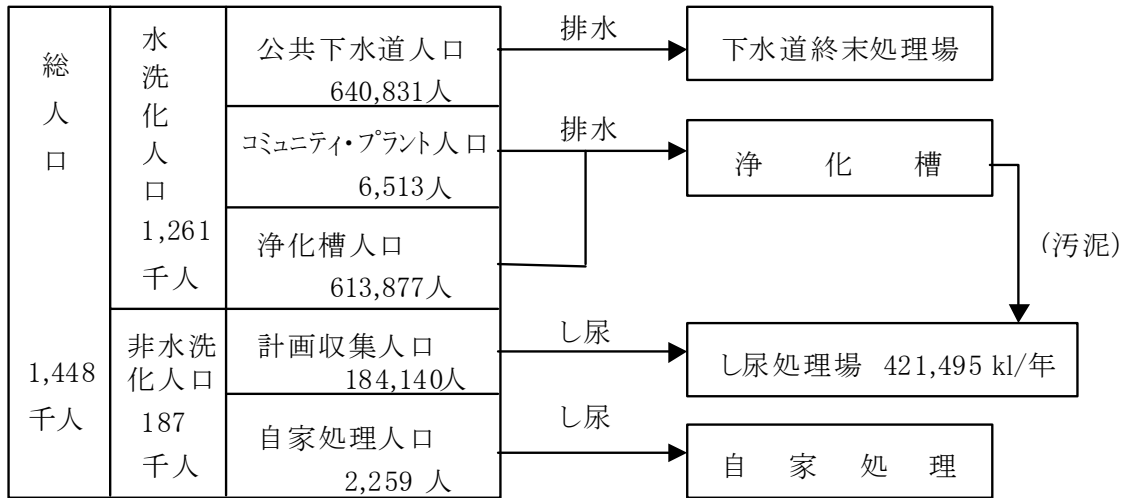 総人口
1,448
千人
水洗化人口
1,261
千人
非水洗
化人口
187
千人
公共下水道人口
640,831人
コミュニティ・プラント人口
6,513人
浄化槽人口
613,877人
計画収集人口
184,140人
自家処理人口
2,259 人
排水
下水道終末処理場
排水
浄 化 槽
(汚泥)
し尿
し尿処理場 421,495 kl/年
し尿
自 家 処 理